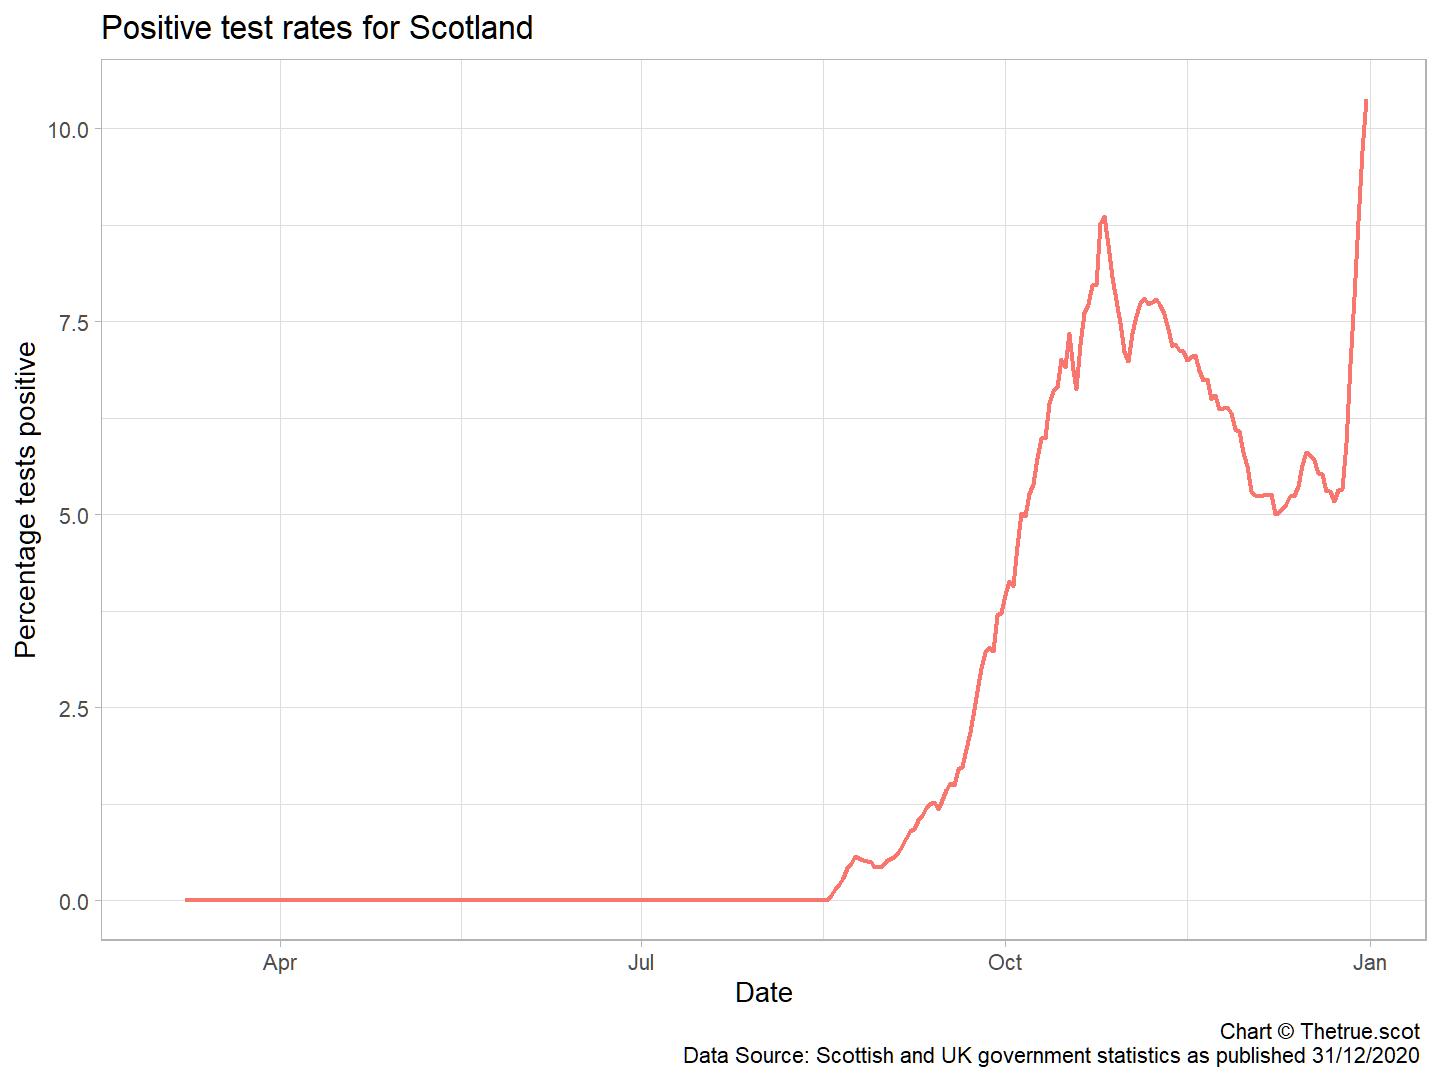 Positive test rates for Scotland
10.0
7.5
5.0
2.5
0.0
Percentage tests positive
Apr Jul Oct Jan
Date
Chart © Thetrue.scot
Data Source: Scottish and UK government statistics as published 31/12/2020